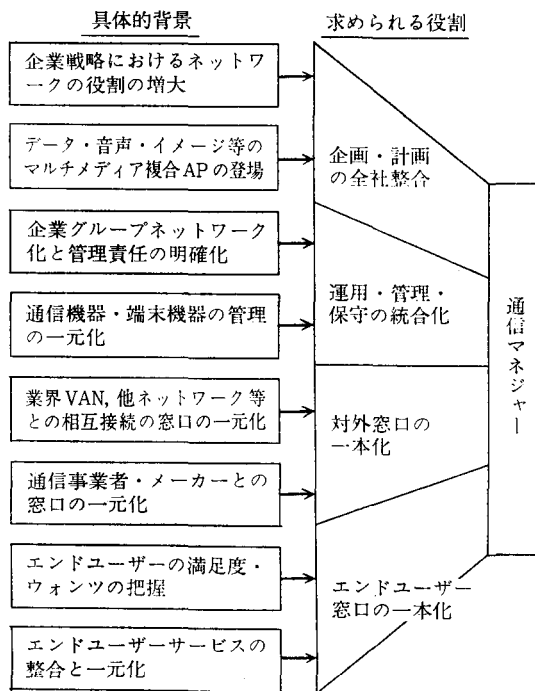 具体的背景
求められる役割
企業戦略におけるネットワ
ークの役割の増大
データ・音声・イメージ等の
マルチメディア複合APの登場
企業グループネットワーク
化と管理責任の明確化
通信機器・端末機器の管理
の一元化
業界VAN, 他ネットワーク等
との相互接続の窓口の一元化
通信事業者・メーカーとの
窓口の一元化
エンドユーザーの満足度・
ウォンツの把握
エンドユーザーサービスの
整合と一元化
企画・計画
の全社整合
運用・管理・
保守の統合化
対外窓口の
一本化
エンドユーザー
窓口の一本化
通信マネジャー